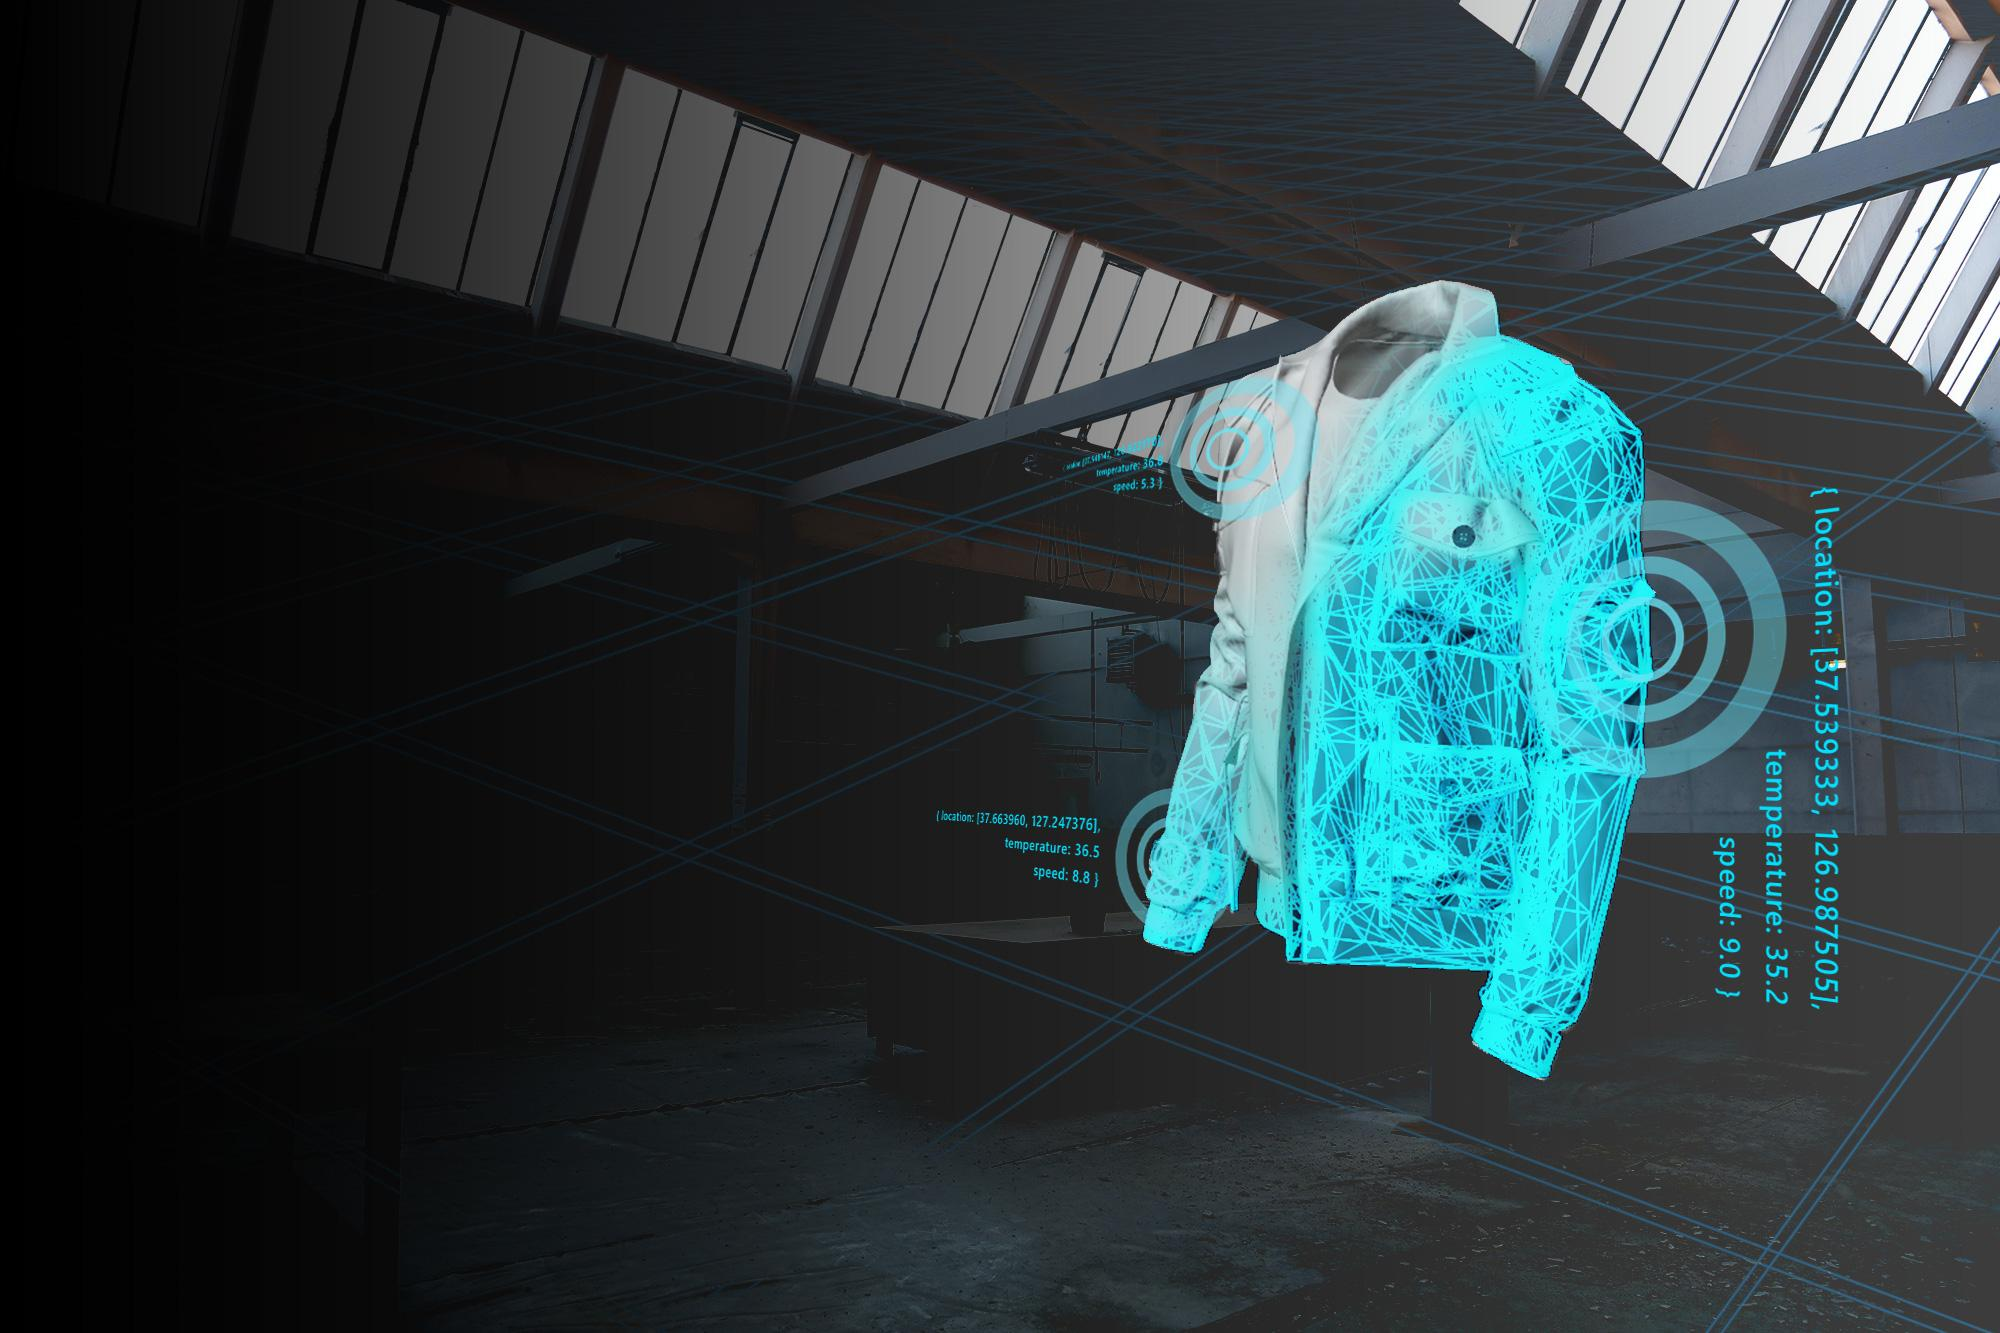 temperature: 36.6
speed: 5.3 }
{ location: [37.663960, 127.247376],
temperature: 36.5
speed: 8.8 }
{ location: [37.539333, 126.987505],
temperature: 35.2
speed: 9.0 }